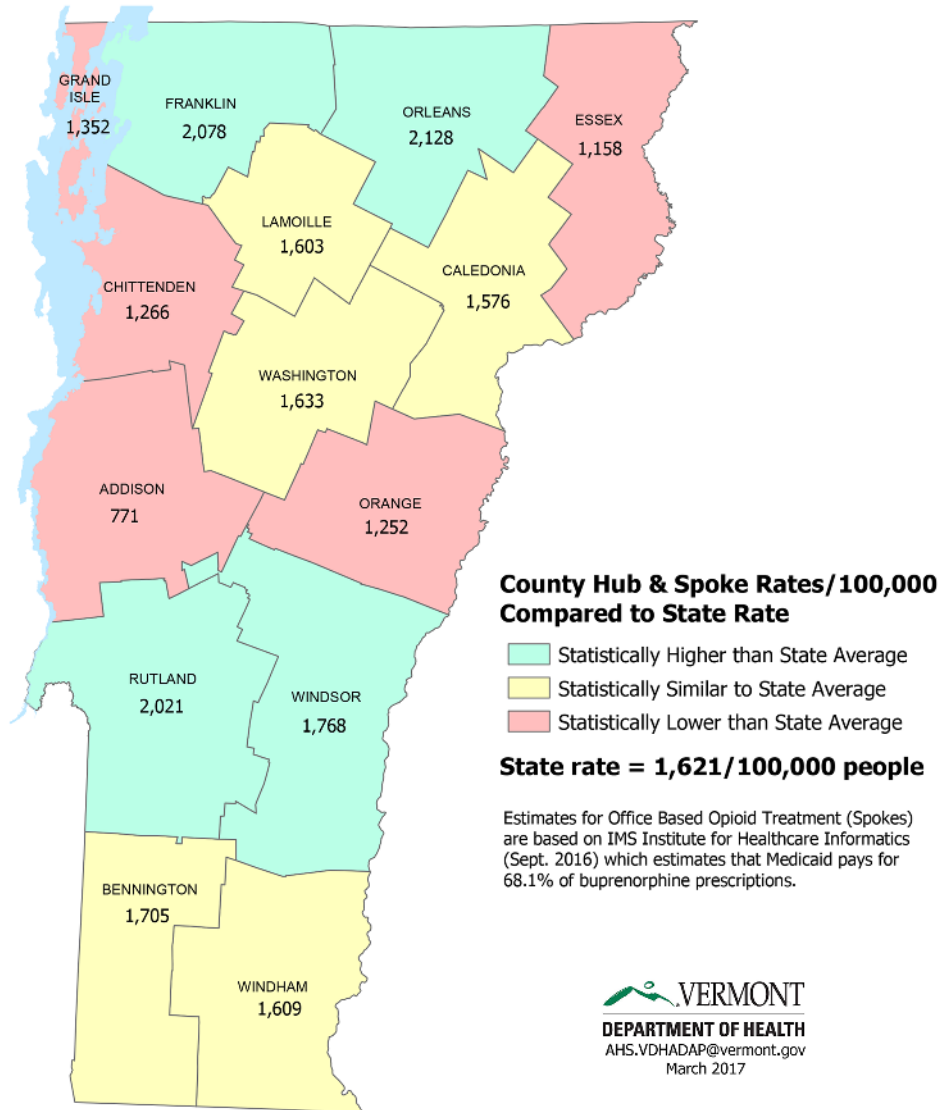 GRAND
ISLE
1,352
FRANKLIN
2,078
ORLEANS
2,128
ESSEX
1,158
LAMOILLE
1,603
CALEDONIA
1,576
CHITTENDEN
1,266
WASHINGTON
1,633
ADDISON
771
ORANGE
1,252
RUTLAND
2,021
WINDSOR
1,768
BENNINGTON
1,705
WINDHAM
1,609
County Hub & Spoke Rates/100,000
Compared to State Rate
Statistically Higher than State Average
Statistically Similar to State Average
Statistically Lower than State Average
State rate = 1,621/100,000 people
Estimates for Office Based Opioid Treatment (Spokes)
are based on IMS Institute for Healthcare Informatics
(Sept. 2016) which estimates that Medicaid pays for
68.1% of buprenorphine prescriptions.
VERMONT
DEPARTMENT OF HEALTH
AHS.VDHADAP@vermont.gov
March 2017